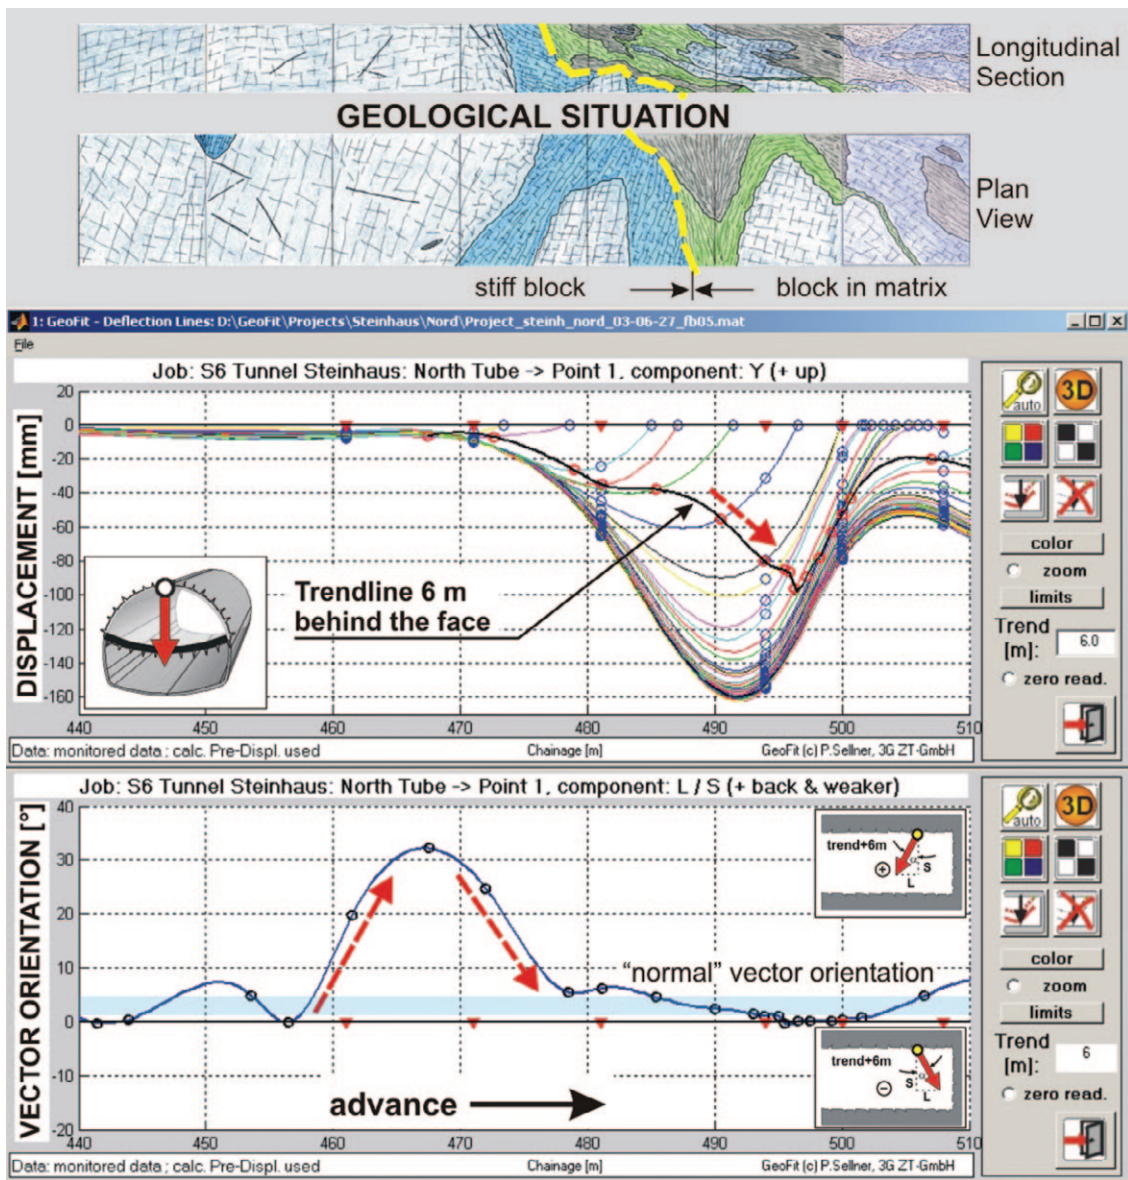 Longitudinal
Section
GEOLOGICAL SITUATION
Plan
View
stiff block
block in matrix
1: GeoFit - Deflection Lines: D:\GeoFit\Projects\Steinhaus\Nord\Project_steinh_nord_03-06-27_fb05.mat
File
Job: S6 Tunnel Steinhaus: North Tube -> Point 1, component: Y (+ up)
DISPLACEMENT [mm]
20
0
-20
-40
-60
-80
-100
-120
-140
-160
Trendline 6 m
behind the face
440 450 460 470 480 490 500 510
Data: monitored data ; calc. Pre-Displ. used
Chainage [m]
GeoFit (c) P.Sellner, 3G ZT-GmbH
auto
3D
color
zoom
limits
Trend
[m]:
6.0
zero read.
Job: S6 Tunnel Steinhaus: North Tube -> Point 1, component: L / S (+ back & weaker)
VECTOR ORIENTATION [°]
40
30
20
10
0
-10
-20
trend+6m
α
S
L
+
"normal" vector orientation
trend+6m
α
S
L
−
advance
440 450 460 470 480 490 500 510
Data: monitored data ; calc. Pre-Displ. used
Chainage [m]
GeoFit (c) P.Sellner, 3G ZT-GmbH
auto
3D
color
zoom
limits
Trend
[m]:
6
zero read.